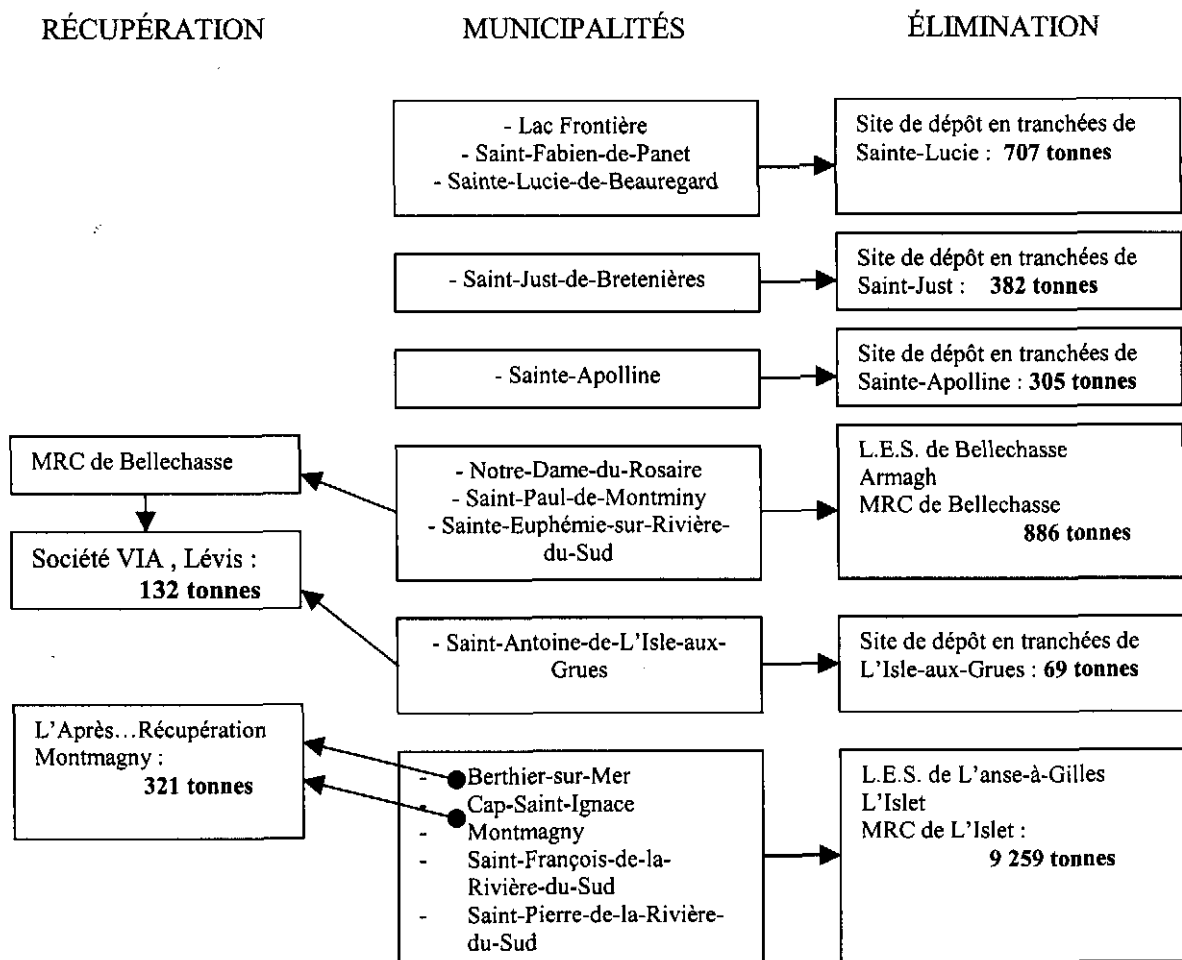 RÉCUPÉRATION
MUNICIPALITÉS
ÉLIMINATION
- Lac Frontière
- Saint-Fabien-de-Panet
- Sainte-Lucie-de-Beauregard
Site de dépôt en tranchées de
Sainte-Lucie : 707 tonnes
- Saint-Just-de-Bretenières
Site de dépôt en tranchées de
Saint-Just : 382 tonnes
- Sainte-Apolline
Site de dépôt en tranchées de
Sainte-Apolline : 305 tonnes
MRC de Bellechasse
- Notre-Dame-du-Rosaire
- Saint-Paul-de-Montminy
- Sainte-Euphémie-sur-Rivière-
du-Sud
L.E.S. de Bellechasse
Armagh
MRC de Bellechasse
886 tonnes
Société VIA , Lévis :
132 tonnes
- Saint-Antoine-de-L'Isle-aux-
Grues
Site de dépôt en tranchées de
L'Isle-aux-Grues : 69 tonnes
L'Après…Récupération
Montmagny :
321 tonnes
- Berthier-sur-Mer
- Cap-Saint-Ignace
- Montmagny
- Saint-François-de-la-
Rivière-du-Sud
- Saint-Pierre-de-la-Rivière-
du-Sud
L.E.S. de L'anse-à-Gilles
L'Islet
MRC de L'Islet :
9 259 tonnes